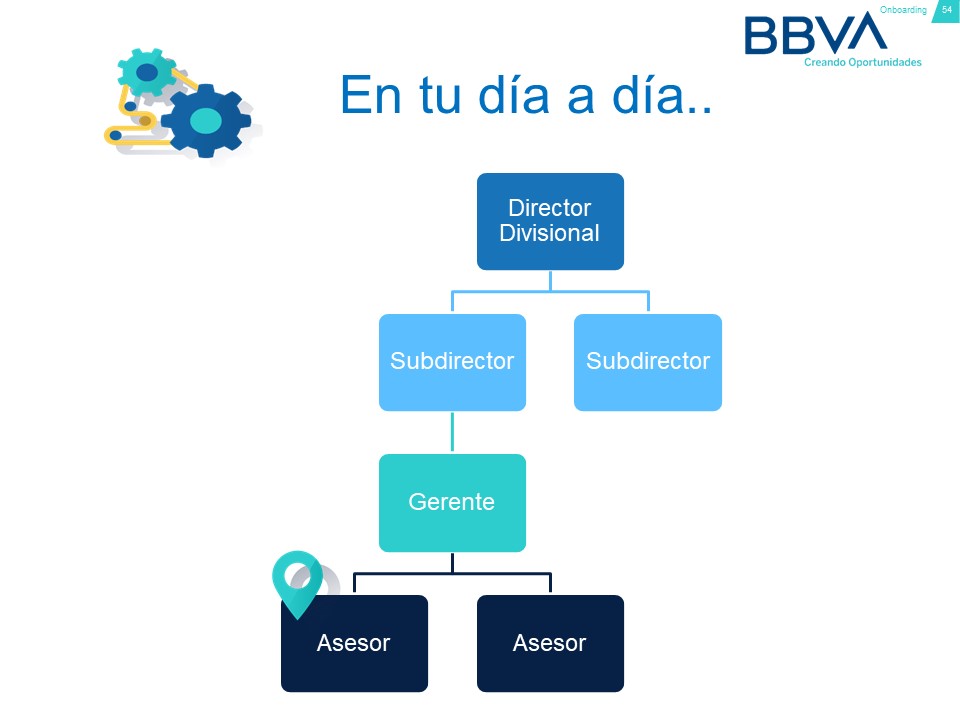 Onboarding 54
BBVA
Creando Oportunidades
En tu día a día..
Director
Divisional
Subdirector Subdirector
Gerente
Asesor Asesor